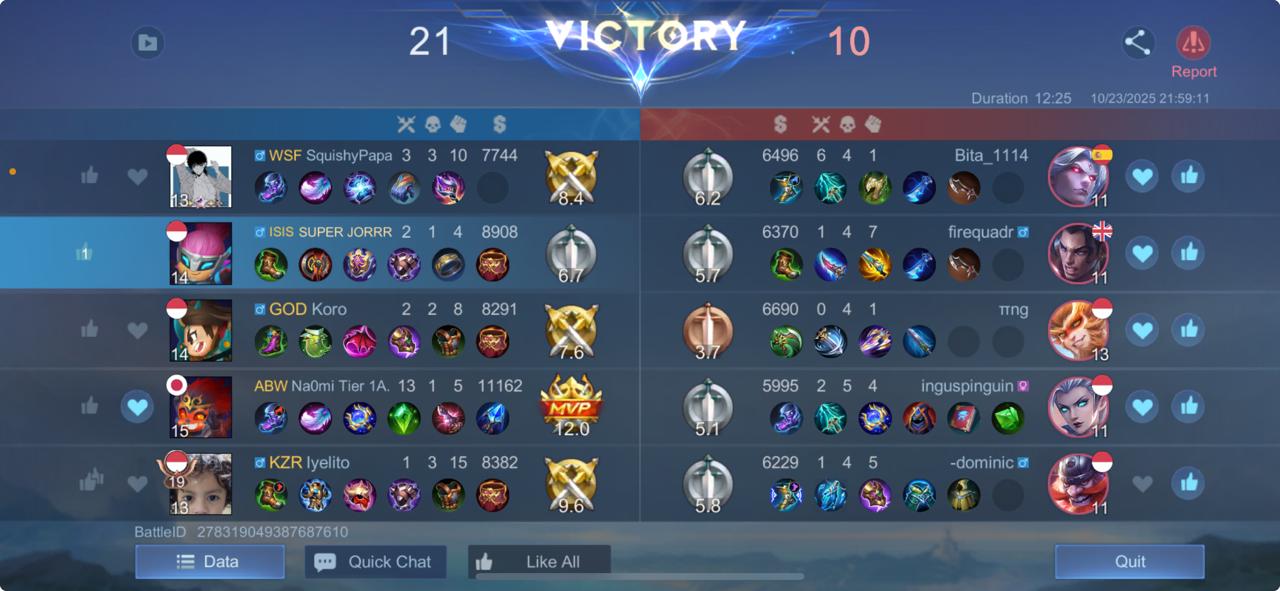 21 VICTORY 10
Report
Duration 12:25 10/23/2025 21:59:11
13 WSF SquishyPapa 3 3 10 7744 8.4
6.2 6496 6 4 1 Bita_1114 11
1 14 ISIS SUPER JORRR 2 1 4 8908 6.7
5.7 6370 1 4 7 firequadr 11
14 GOD Koro 2 2 8 8291 7.6
3.7 6690 0 4 1 πng 13
15 ABW Na0mi Tier 1A. 13 1 5 11162 MVP 12.0
5.1 5995 2 5 4 inguspinguin 11
19 13 KZR Iyelito 1 3 15 8382 9.6
5.8 6229 1 4 5 -dominic 11
BattleID 278319049387687610
Data Quick Chat Like All Quit